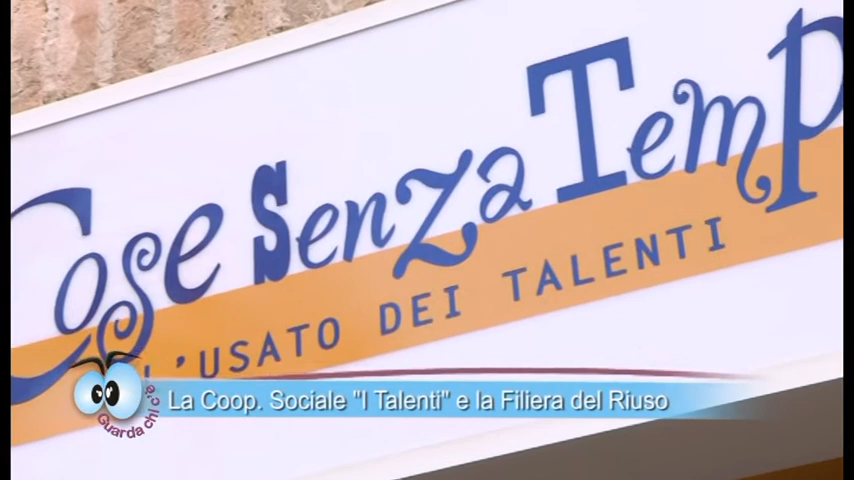 Cose Senza Temp
L'USATO DEI TALENTI
La Coop. Sociale "I Talenti" e la Filiera del Riuso
Guarda chi c'è